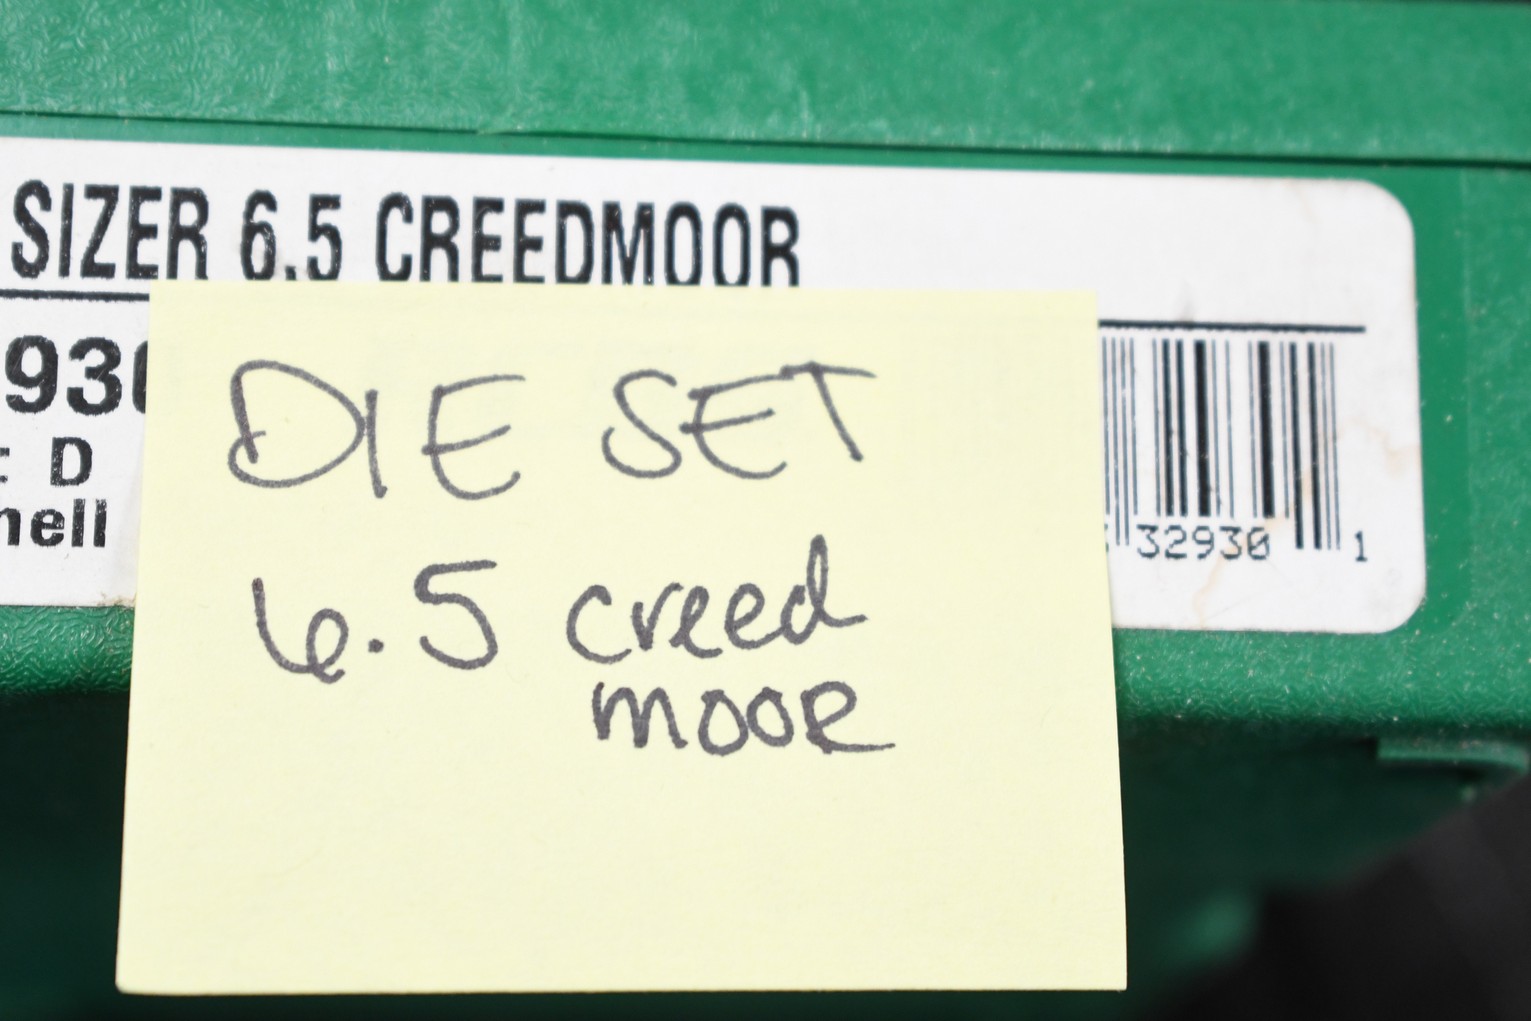 SIZER 6.5 CREEDMOOR
: D
32930 1
DIE SET
6.5 creed
mooR